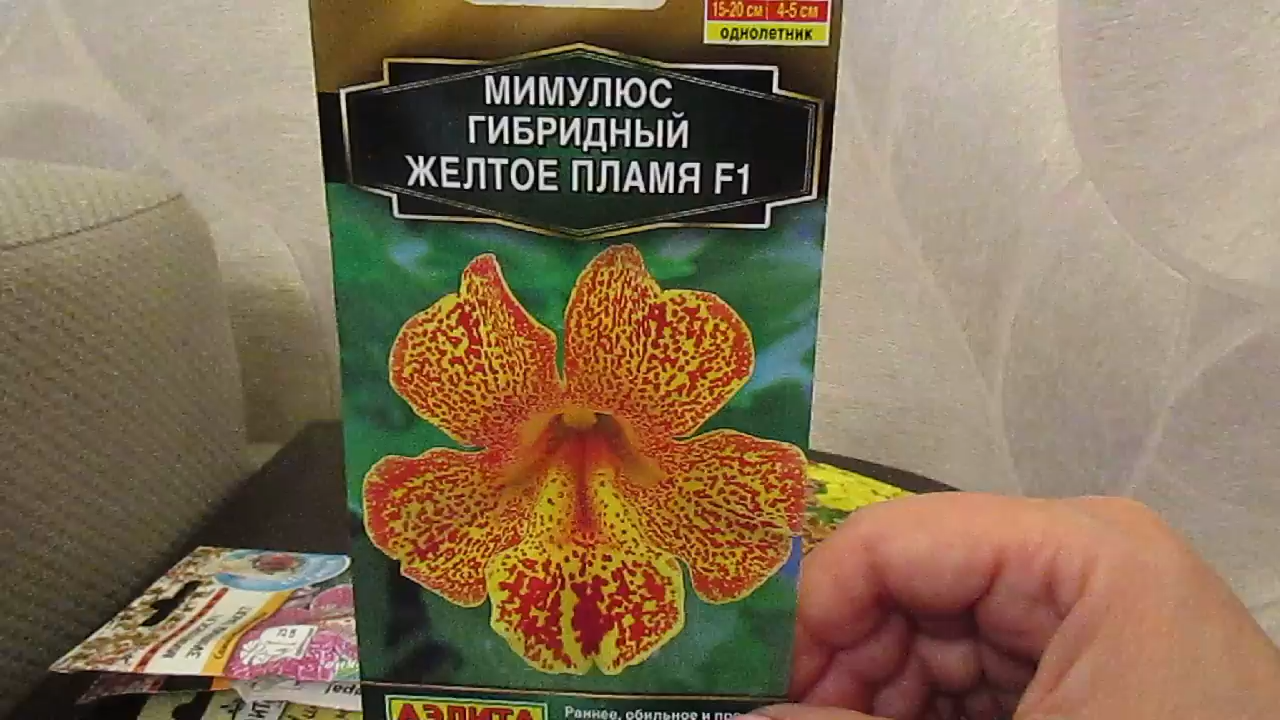 15-20 см 4-5 см
однолетник
МИМУЛЮС
ГИБРИДНЫЙ
ЖЕЛТОЕ ПЛАМЯ F1
АЭЛИТА
Раннее, обильное и